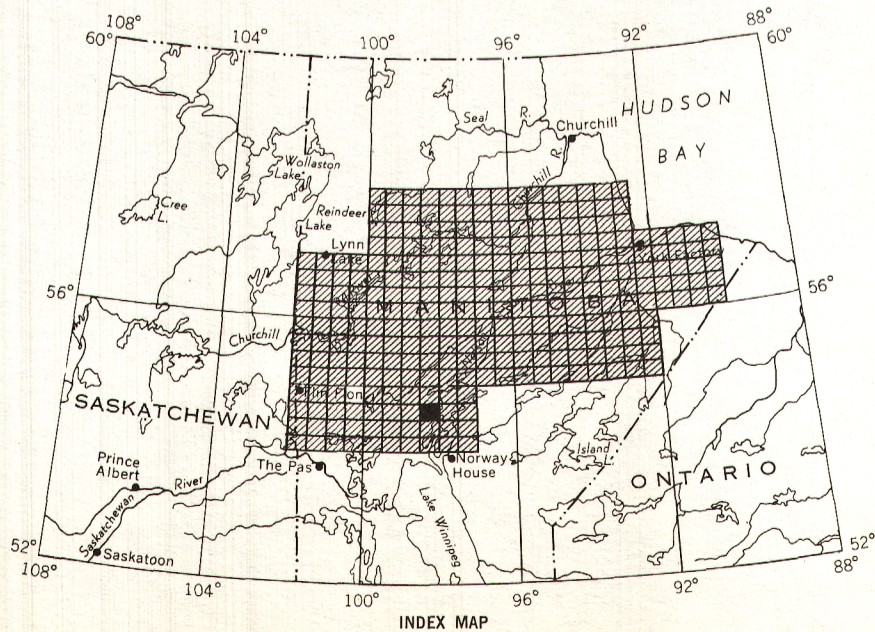 108°
60°
104°
100°
96°
92°
88°
60°
Seal R.
Churchill
HUDSON
BAY
Wollaston
Lake
Cree
L.
Reindeer
Lake
Lynn
Lake
Churchill R.
York Factory
56°
MANITOBA
56°
Churchill
Flin Flon
SASKATCHEWAN
Prince
Albert
River
The Pas
Norway
House
Island
L.
ONTARIO
Saskatchewan
Lake Winnipeg
52°
108°
Saskatoon
104°
100°
96°
92°
52°
88°
INDEX MAP